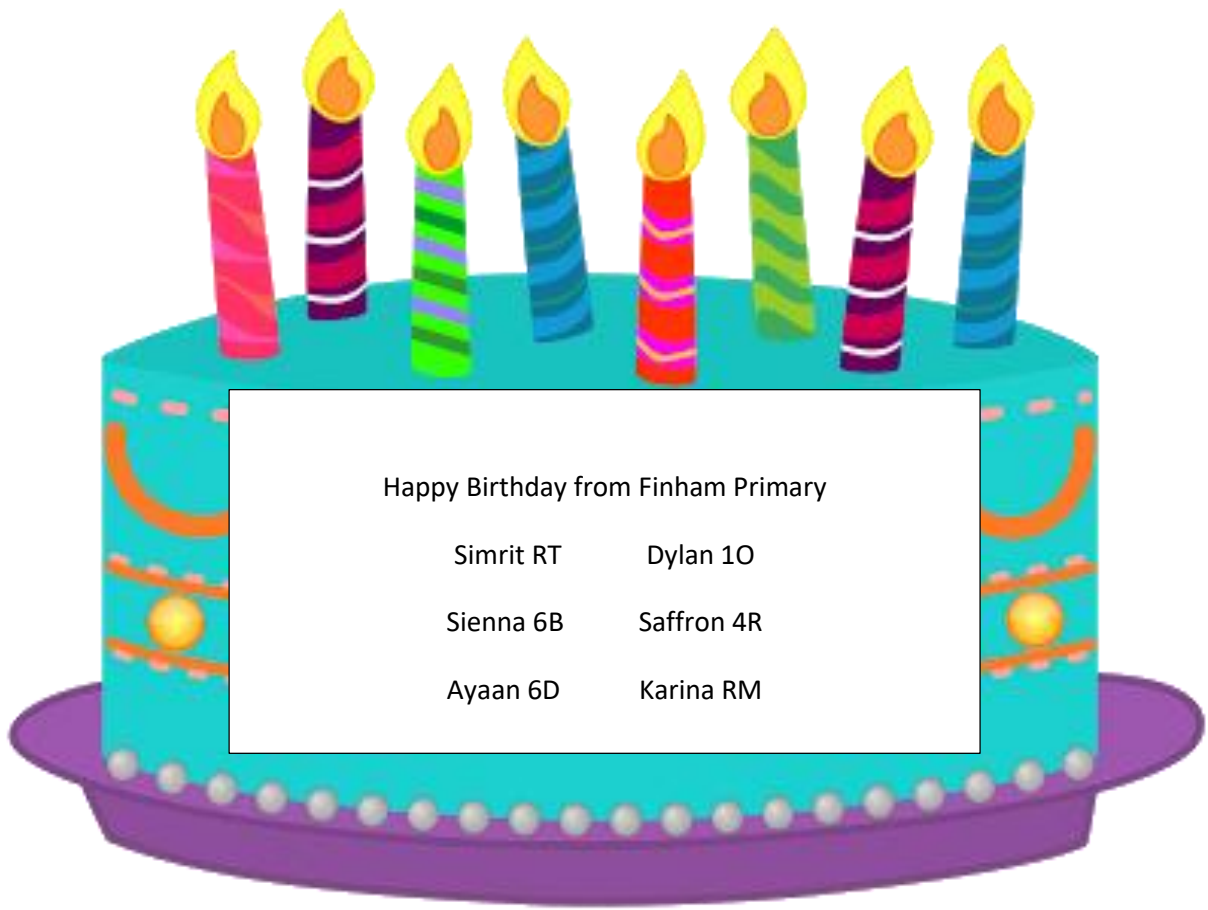 Happy Birthday from Finham Primary
Simrit RT Dylan 1O
Sienna 6B Saffron 4R
Ayaan 6D Karina RM